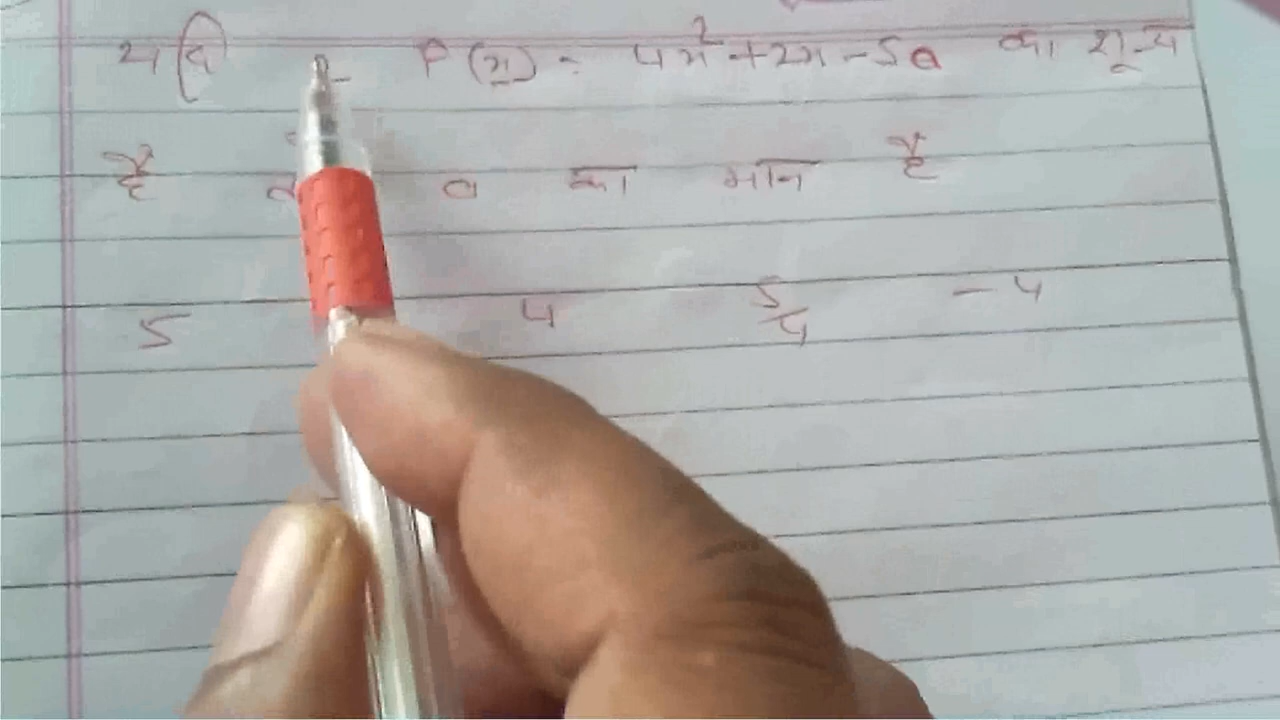 यदि 2 P(x) = 4x²+2x-5a का शून्य
है a का मान है
5 4 5/4 -4